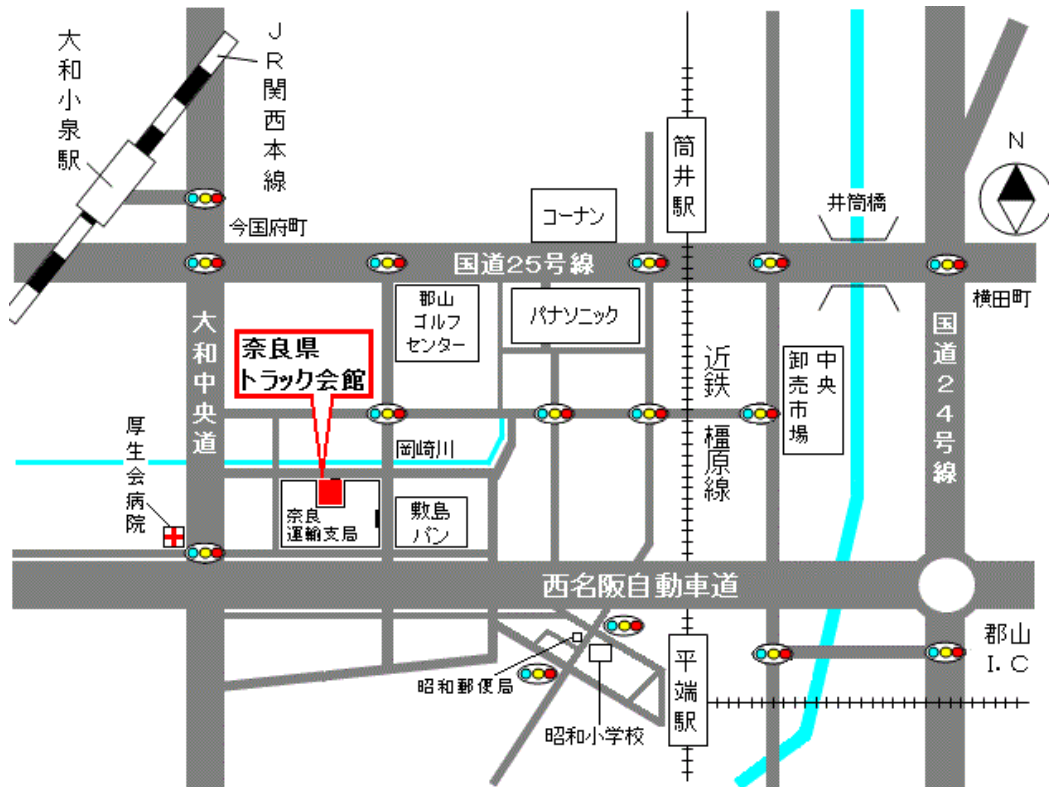 大和小泉駅
JR関西本線
今国府町
コーナン
筒井駅
井筒橋
N
国道25号線
横田町
郡山
ゴルフ
センター
パナソニック
奈良県
トラック会館
大和中央道
近鉄
橿原線
中央
卸売市場
国道24号線
厚生会病院
岡崎川
奈良
運輸支局
敷島
パン
西名阪自動車道
郡山
I.C
昭和郵便局
昭和小学校
平端駅